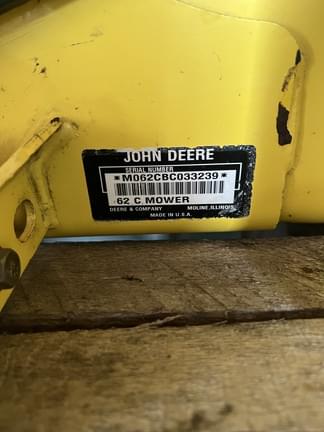 JOHN DEERE
SERIAL NUMBER
*M062CBC033239*
62 C MOWER
DEERE & COMPANY MOLINE, ILLINOIS
MADE IN U.S.A.